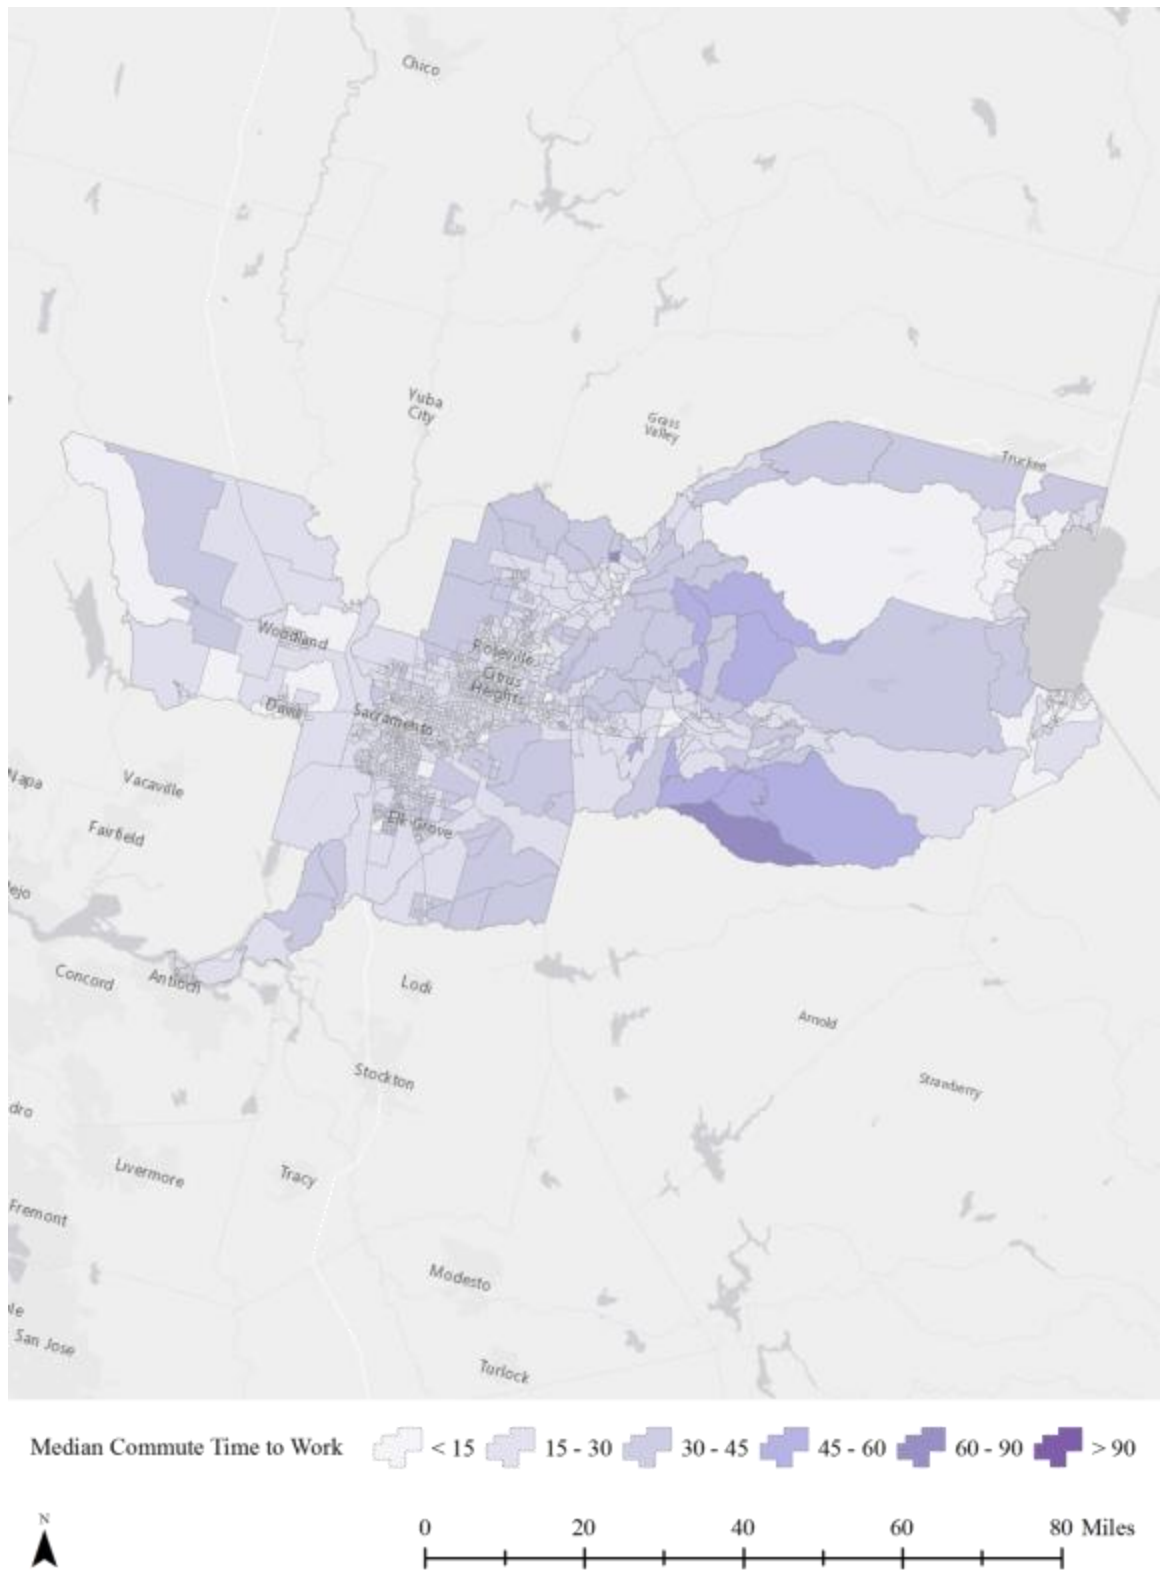 Chico
Yuba
City
Grass
Valley
Truckee
Woodland
Roseville
Citrus
Heights
Davis
Sacramento
Napa
Vacaville
Elk Grove
Fairfield
lejo
Concord
Antioch
Lodi
Arnold
Stockton
Strawberry
dro
Livermore
Tracy
Fremont
Modesto
San Jose
Turlock
Median Commute Time to Work < 15 15 - 30 30 - 45 45 - 60 60 - 90 > 90
N
0 20 40 60 80 Miles